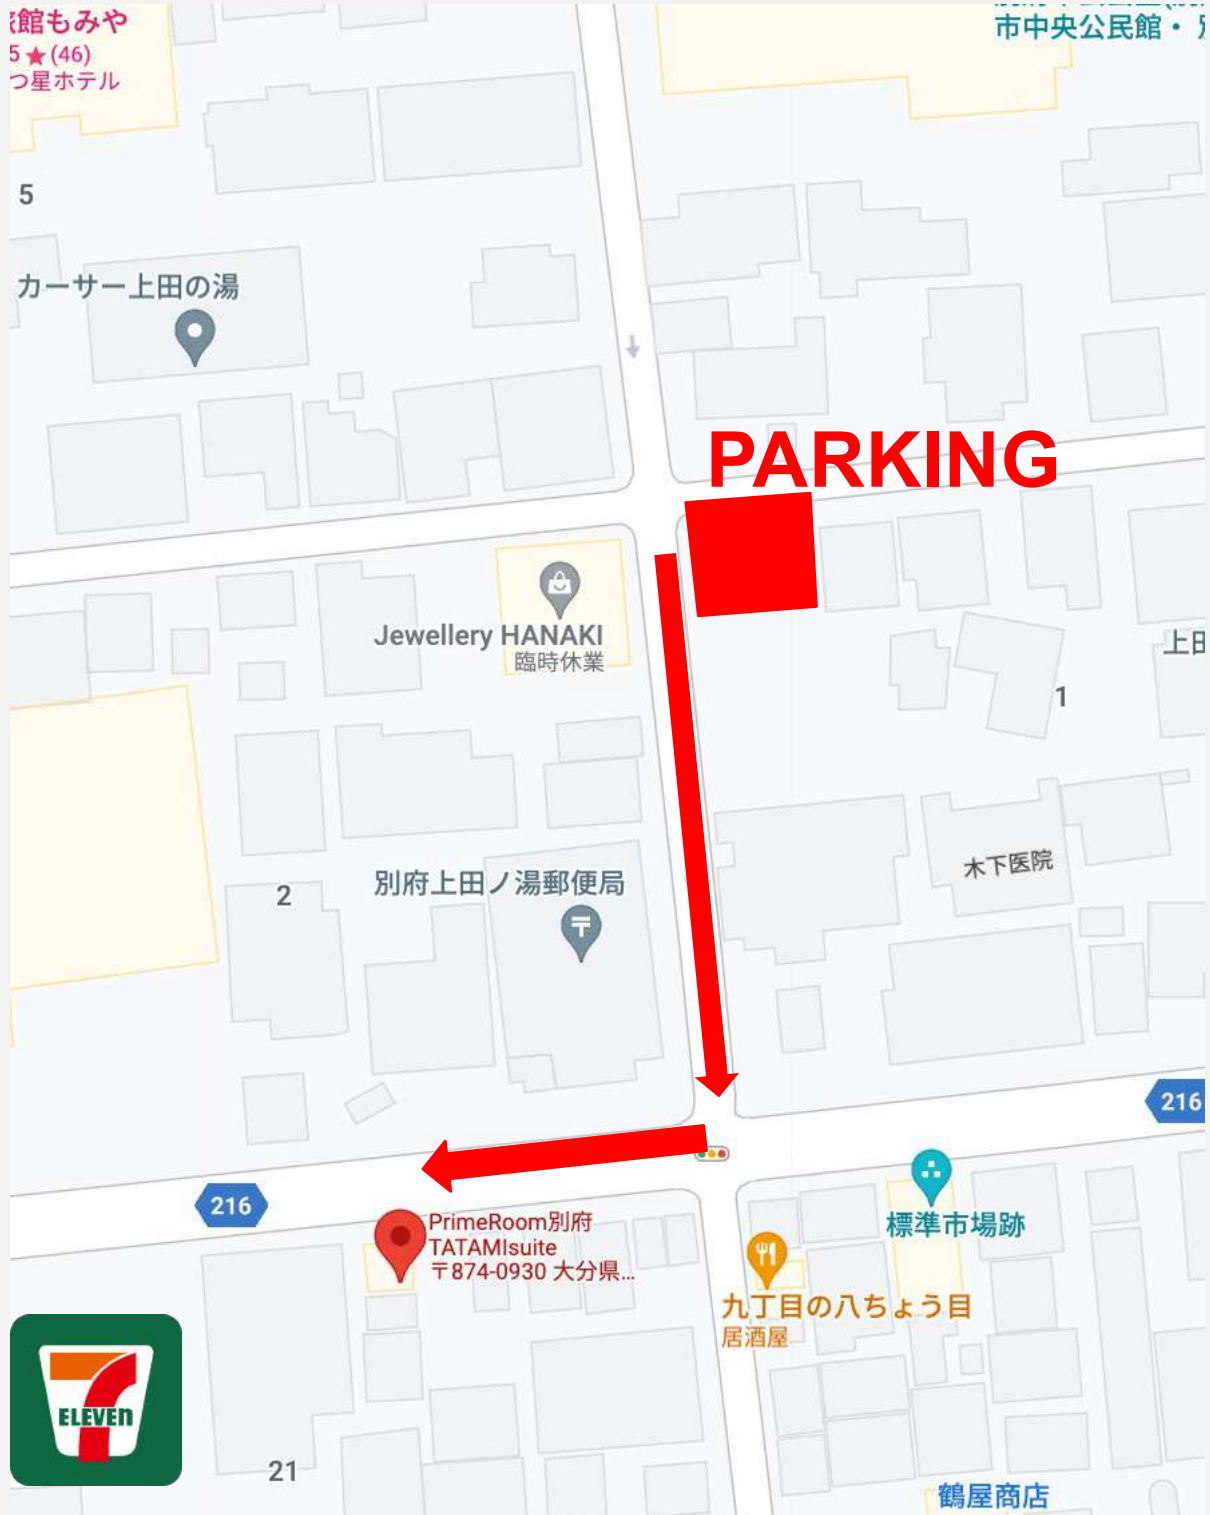 旅館もみや
5★(46)
つ星ホテル
市中央公民館・
5
カーサー上田の湯
PARKING
Jewellery HANAKI
臨時休業
上田
1
木下医院
2
別府上田ノ湯郵便局
〒
216
216
PrimeRoom別府
TATAMIsuite
〒874-0930 大分県...
標準市場跡
九丁目の八ちょう目
居酒屋
7
ELEVEn
21
鶴屋商店